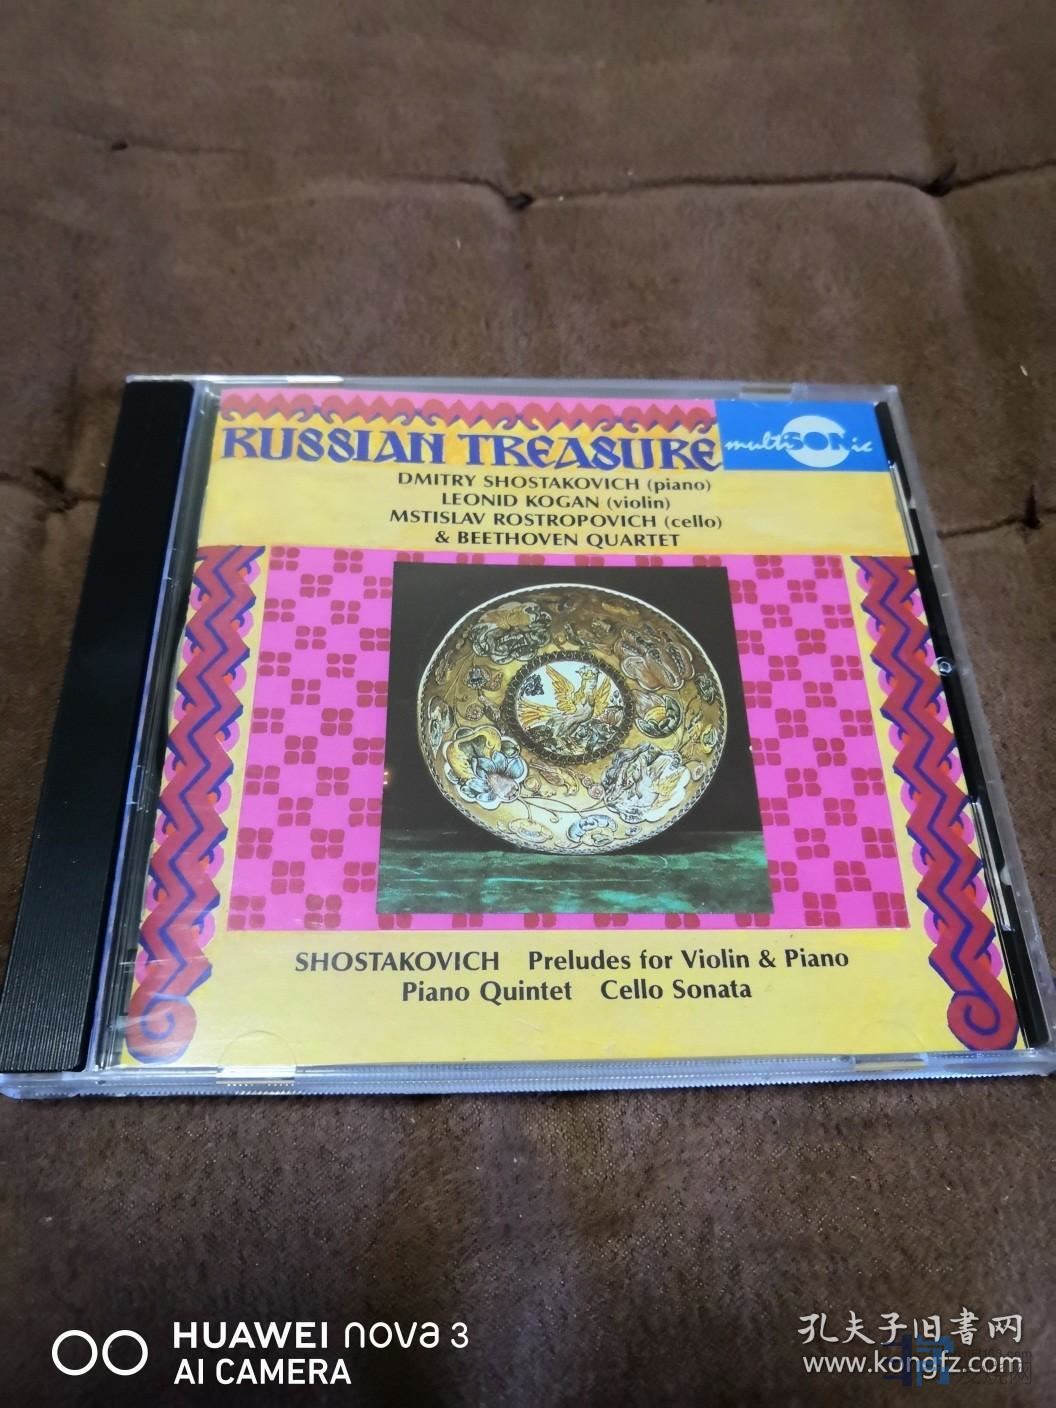 RUSSIAN TREASURE
multiSONic
DMITRY SHOSTAKOVICH (piano)
LEONID KOGAN (violin)
MSTISLAV ROSTROPOVICH (cello)
& BEETHOVEN QUARTET
SHOSTAKOVICH Preludes for Violin & Piano
Piano Quintet Cello Sonata
HUAWEI nova 3
AI CAMERA
孔夫子旧書网
www.kongfz.com